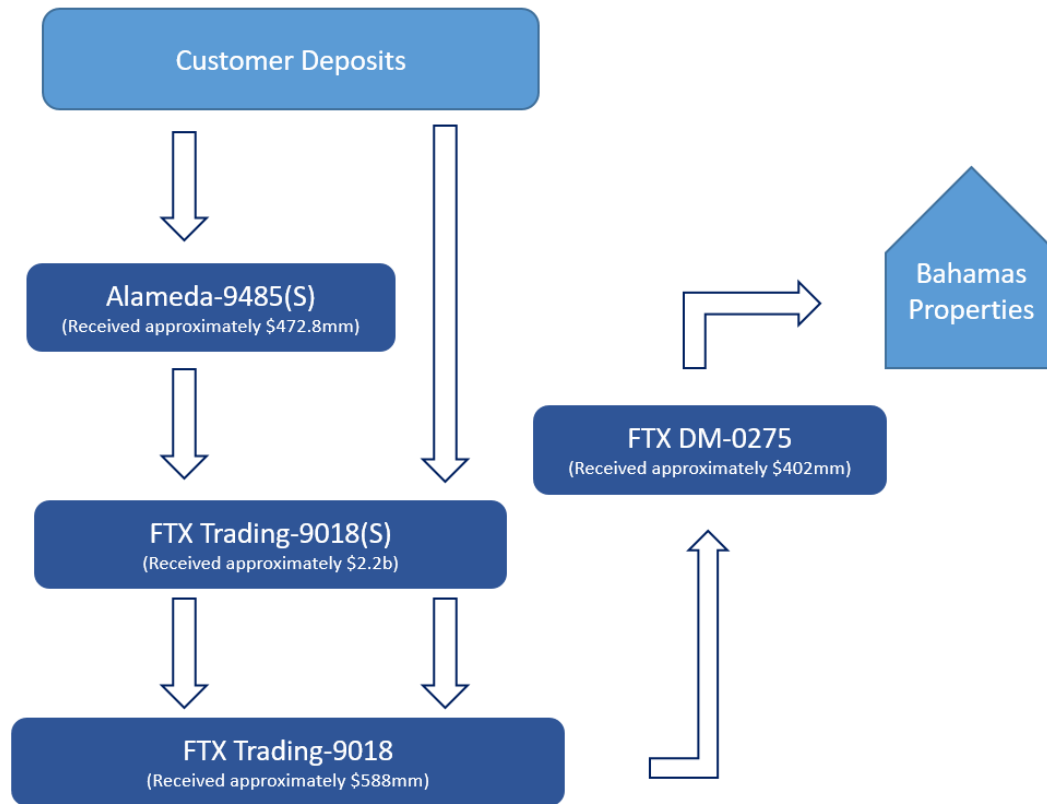 Customer Deposits
Alameda-9485(S)
(Received approximately $472.8mm)
FTX Trading-9018(S)
(Received approximately $2.2b)
FTX Trading-9018
(Received approximately $588mm)
FTX DM-0275
(Received approximately $402mm)
Bahamas
Properties